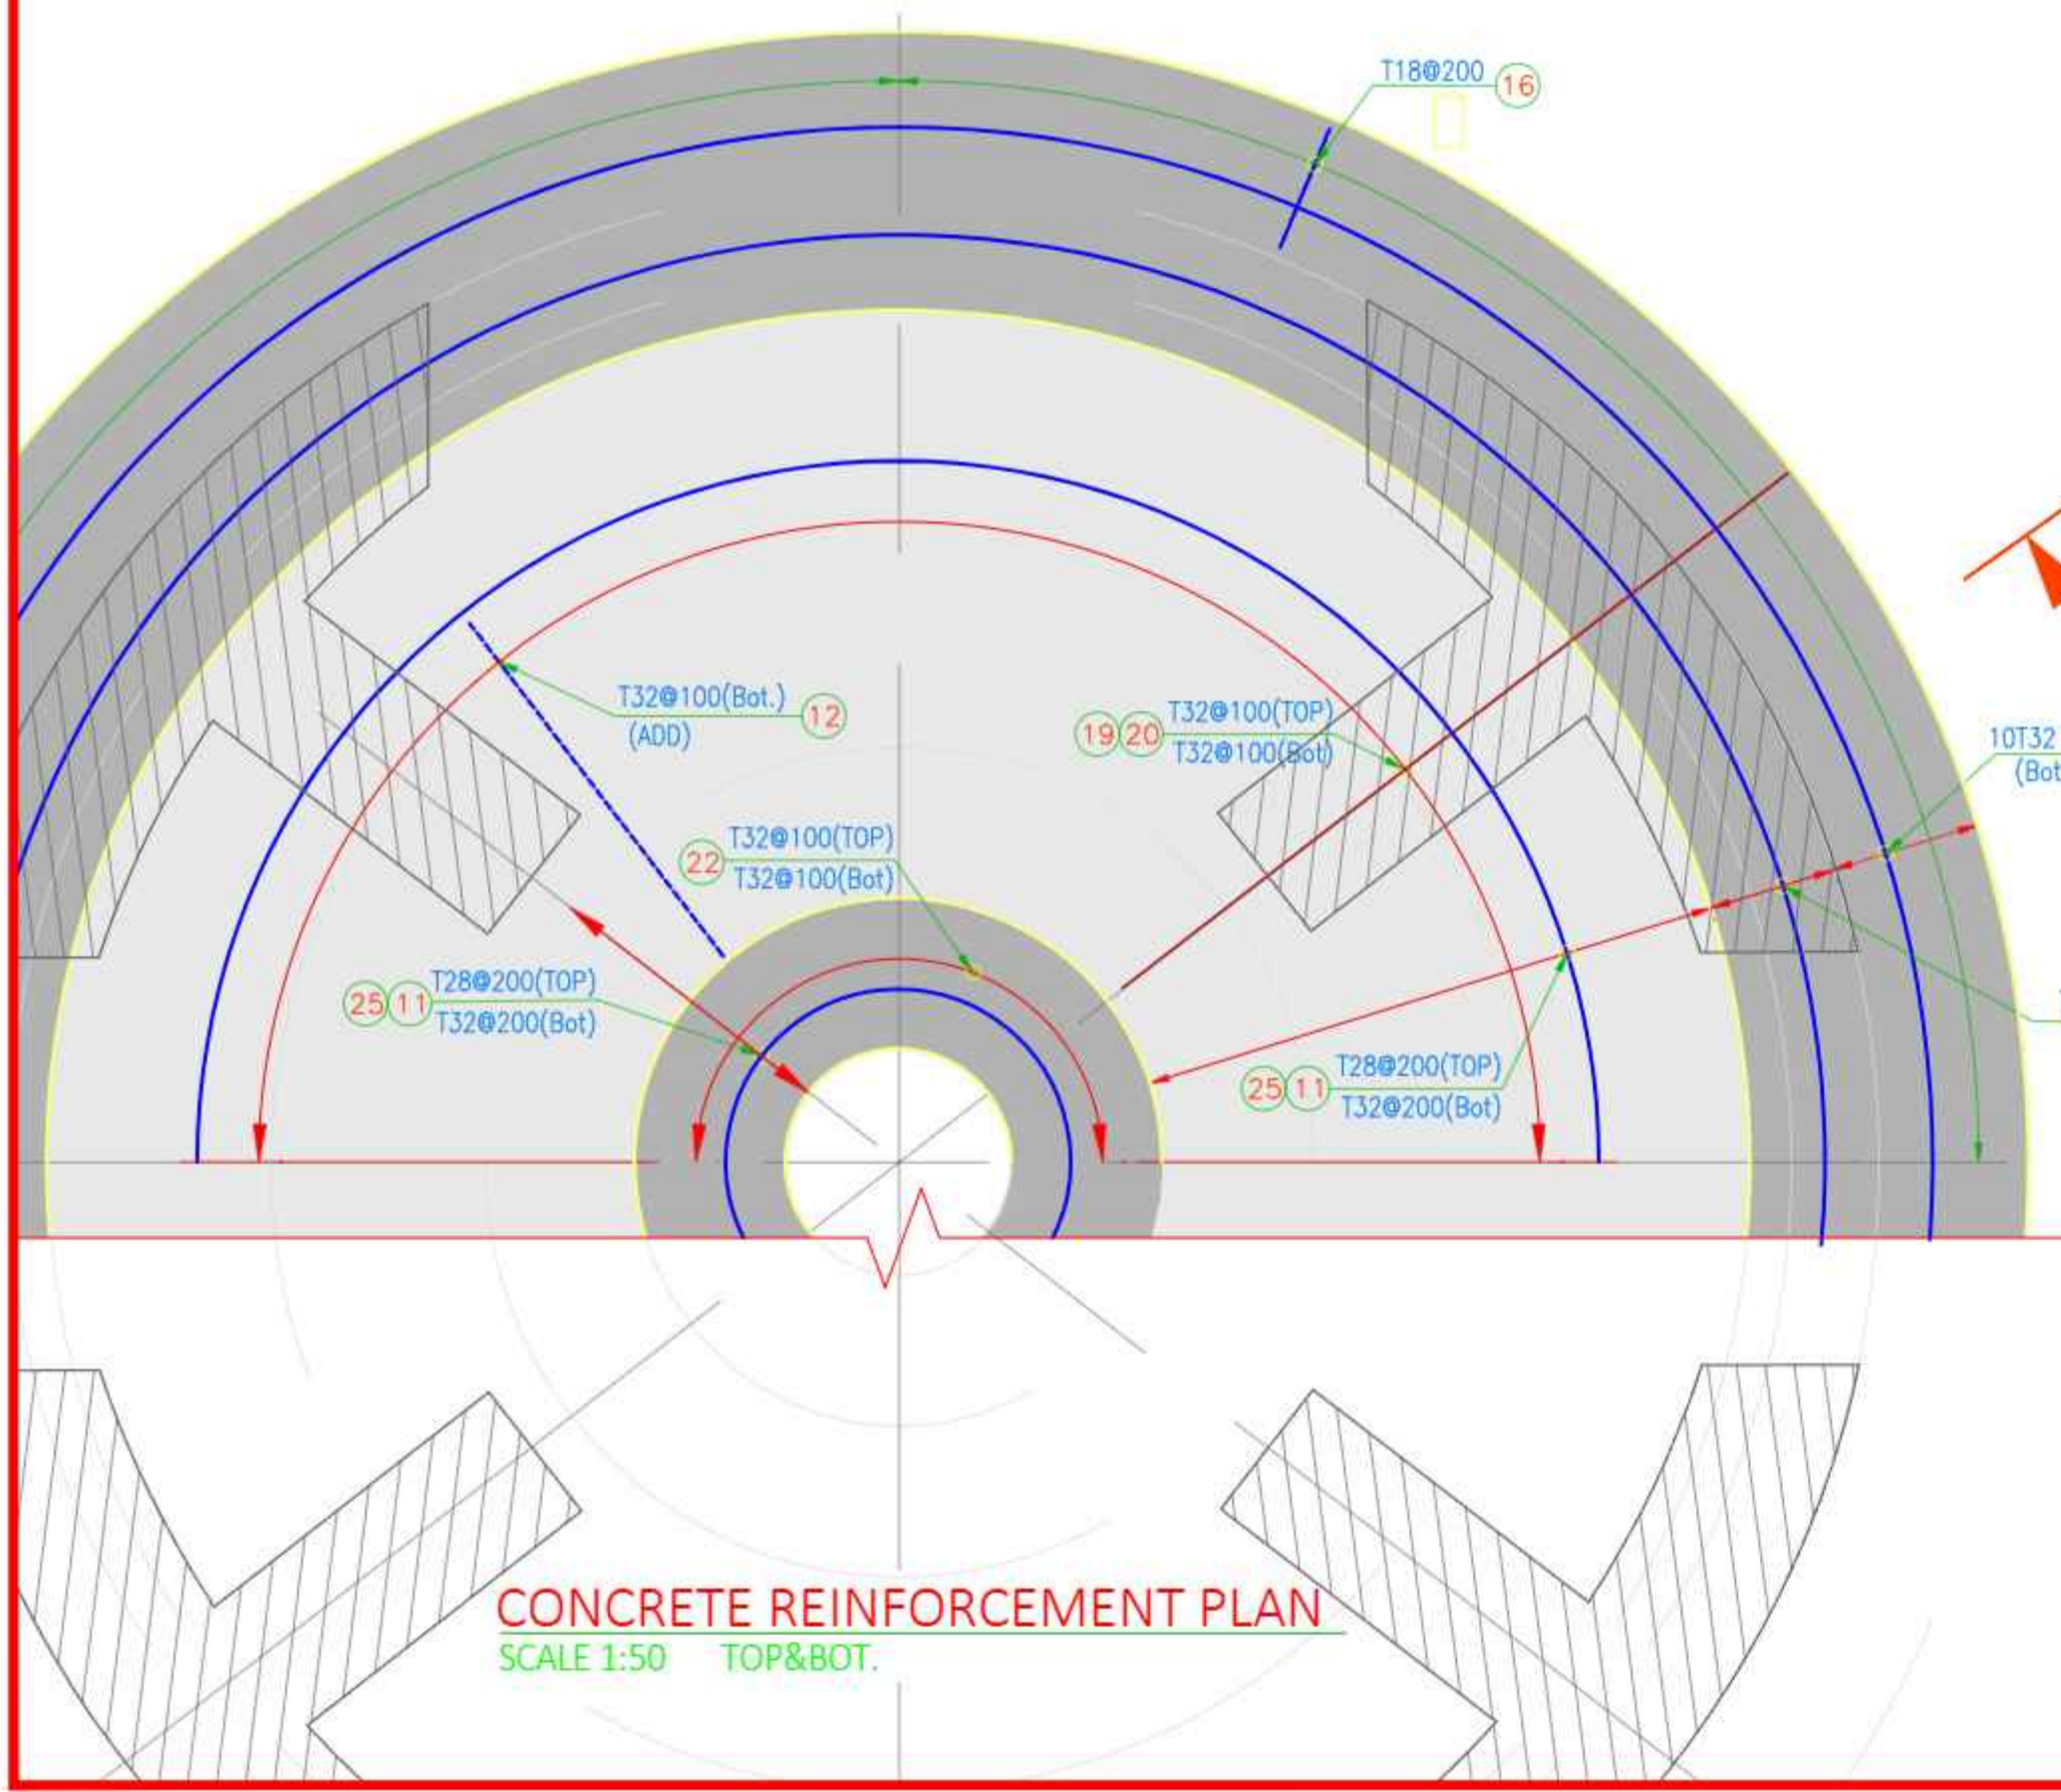 T18@200 16
T32@100(Bot.) 12
(ADD)
19 20 T32@100(TOP)
T32@100(Bot)
10T32
(Bot
22 T32@100(TOP)
T32@100(Bot)
25 11 T28@200(TOP)
T32@200(Bot)
25 11 T28@200(TOP)
T32@200(Bot)
CONCRETE REINFORCEMENT PLAN
SCALE 1:50 TOP&BOT.